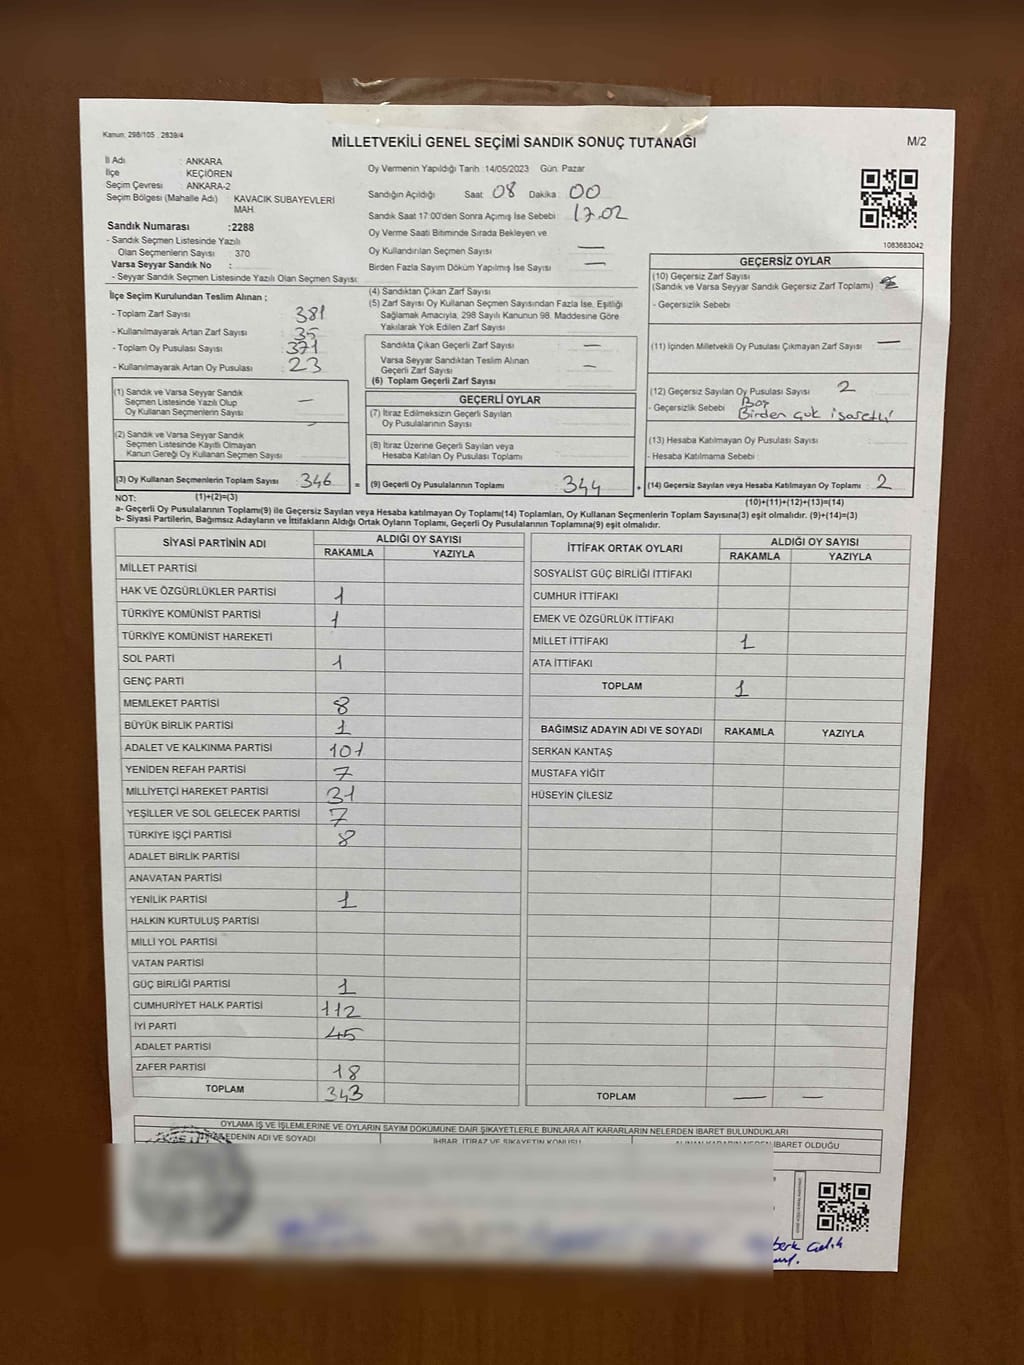 Kanun: 298/105 , 2839/4
MİLLETVEKİLİ GENEL SEÇİMİ SANDIK SONUÇ TUTANAĞI
M/2
İl Adı : ANKARA
İlçe : KEÇİÖREN
Seçim Çevresi : ANKARA-2
Seçim Bölgesi (Mahalle Adı) : KAVACIK SUBAYEVLERİ
MAH.
Sandık Numarası :2288
- Sandık Seçmen Listesinde Yazılı
Olan Seçmenlerin Sayısı : 370
Varsa Seyyar Sandık No :
- Seyyar Sandık Seçmen Listesinde Yazılı Olan Seçmen Sayısı:
Oy Vermenin Yapıldığı Tarih :14/05/2023 Gün: Pazar
Sandığın Açıldığı Saat 08 Dakika 00
Sandık Saat 17:00'den Sonra Açımış İse Sebebi : 17.02
Oy Verme Saati Bitiminde Sırada Bekleyen ve
Oy Kullandırılan Seçmen Sayısı : —
Birden Fazla Sayım Döküm Yapılmış İse Sayısı : —
1083683042
İlçe Seçim Kurulundan Teslim Alınan ;
- Toplam Zarf Sayısı : 381
- Kullanılmayarak Artan Zarf Sayısı : 35
- Toplam Oy Pusulası Sayısı : 371
- Kullanılmayarak Artan Oy Pusulası : 23
(1) Sandık ve Varsa Seyyar Sandık
Seçmen Listesinde Yazılı Olup
Oy Kullanan Seçmenlerin Sayısı : —
(2) Sandık ve Varsa Seyyar Sandık
Seçmen Listesinde Kayıtlı Olmayan
Kanun Gereği Oy Kullanan Seçmen Sayısı :
(3) Oy Kullanan Seçmenlerin Toplam Sayısı : 346
(1)+(2)=(3)
(4) Sandıktan Çıkan Zarf Sayısı :
(5) Zarf Sayısı Oy Kullanan Seçmen Sayısından Fazla İse, Eşitliği
Sağlamak Amacıyla, 298 Sayılı Kanunun 98. Maddesine Göre
Yakılarak Yok Edilen Zarf Sayısı :
Sandıkta Çıkan Geçerli Zarf Sayısı : —
Varsa Seyyar Sandıktan Teslim Alınan
Geçerli Zarf Sayısı : —
(6) Toplam Geçerli Zarf Sayısı :
GEÇERLİ OYLAR
(7) İtiraz Edilmeksizin Geçerli Sayılan
Oy Pusulalarının Sayısı :
(8) İtiraz Üzerine Geçerli Sayılan veya
Hesaba Katılan Oy Pusulası Toplamı :
= (9) Geçerli Oy Pusulalarının Toplamı : 344
GEÇERSİZ OYLAR
(10) Geçersiz Zarf Sayısı
(Sandık ve Varsa Seyyar Sandık Geçersiz Zarf Toplamı) :
- Geçersizlik Sebebi :
(11) İçinden Milletvekili Oy Pusulası Çıkmayan Zarf Sayısı : —
(12) Geçersiz Sayılan Oy Pusulası Sayısı : 2
- Geçersizlik Sebebi : Boş
Birden çok işaretli
(13) Hesaba Katılmayan Oy Pusulası Sayısı :
- Hesaba Katılmama Sebebi :
+ (14) Geçersiz Sayılan veya Hesaba Katılmayan Oy Toplamı : 2
(10)+(11)+(12)+(13)=(14)
NOT:
a- Geçerli Oy Pusulalarının Toplamı(9) ile Geçersiz Sayılan veya Hesaba Katılmayan Oy Toplamı(14) Toplamları, Oy Kullanan Seçmenlerin Toplam Sayısına(3) eşit olmalıdır. (9)+(14)=(3)
b- Siyasi Partilerin, Bağımsız Adayların ve İttifakların Aldığı Ortak Oyların Toplamı, Geçerli Oy Pusulalarının Toplamına(9) eşit olmalıdır.
SİYASİ PARTİNİN ADI ALDIĞI OY SAYISI
RAKAMLA YAZIYLA
MİLLET PARTİSİ
HAK VE ÖZGÜRLÜKLER PARTİSİ 1
TÜRKİYE KOMÜNİST PARTİSİ 1
TÜRKİYE KOMÜNİST HAREKETİ
SOL PARTİ 1
GENÇ PARTİ
MEMLEKET PARTİSİ 8
BÜYÜK BİRLİK PARTİSİ 1
ADALET VE KALKINMA PARTİSİ 101
YENİDEN REFAH PARTİSİ 7
MİLLİYETÇİ HAREKET PARTİSİ 31
YEŞİLLER VE SOL GELECEK PARTİSİ 7
TÜRKİYE İŞÇİ PARTİSİ 8
ADALET BİRLİK PARTİSİ
ANAVATAN PARTİSİ
YENİLİK PARTİSİ 1
HALKIN KURTULUŞ PARTİSİ
MİLLİ YOL PARTİSİ
VATAN PARTİSİ
GÜÇ BİRLİĞİ PARTİSİ 1
CUMHURİYET HALK PARTİSİ 112
İYİ PARTİ 45
ADALET PARTİSİ
ZAFER PARTİSİ 18
TOPLAM 343
İTTİFAK ORTAK OYLARI ALDIĞI OY SAYISI
RAKAMLA YAZIYLA
SOSYALİST GÜÇ BİRLİĞİ İTTİFAKI
CUMHUR İTTİFAKI
EMEK VE ÖZGÜRLÜK İTTİFAKI
MİLLET İTTİFAKI 1
ATA İTTİFAKI
TOPLAM 1
BAĞIMSIZ ADAYIN ADI VE SOYADI RAKAMLA YAZIYLA
SERKAN KANTAŞ
MUSTAFA YİĞİT
HÜSEYİN ÇİLESİZ
TOPLAM — —
OYLAMA İŞ VE İŞLEMLERİNE VE OYLARIN SAYIM DÖKÜMÜNE DAİR ŞİKAYETLERLE BUNLARA AİT KARARLARIN NELERDEN İBARET BULUNDUKLARI
EDENİN ADI VE SOYADI İHBAR, İTİRAZ VE ŞİKAYETİN KONUSU ALINAN KARARIN NEDEN İBARET OLDUĞU